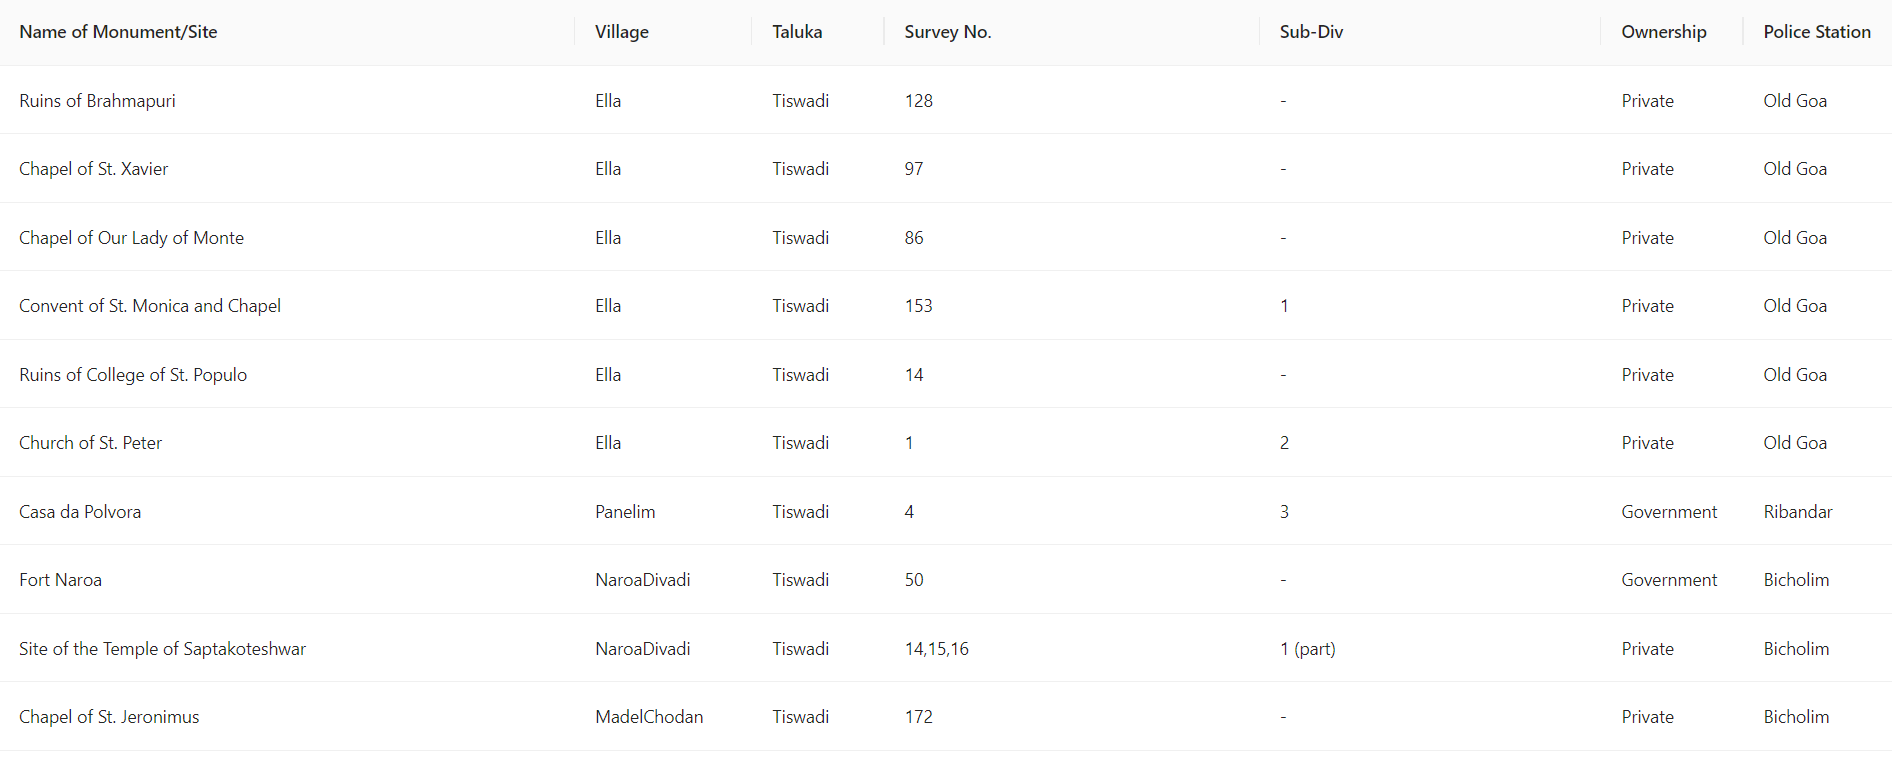 Name of Monument/Site Village Taluka Survey No. Sub-Div Ownership Police Station
Ruins of Brahmapuri Ella Tiswadi 128 - Private Old Goa
Chapel of St. Xavier Ella Tiswadi 97 - Private Old Goa
Chapel of Our Lady of Monte Ella Tiswadi 86 - Private Old Goa
Convent of St. Monica and Chapel Ella Tiswadi 153 1 Private Old Goa
Ruins of College of St. Populo Ella Tiswadi 14 - Private Old Goa
Church of St. Peter Ella Tiswadi 1 2 Private Old Goa
Casa da Polvora Panelim Tiswadi 4 3 Government Ribandar
Fort Naroa NaroaDivadi Tiswadi 50 - Government Bicholim
Site of the Temple of Saptakoteshwar NaroaDivadi Tiswadi 14,15,16 1 (part) Private Bicholim
Chapel of St. Jeronimus MadelChodan Tiswadi 172 - Private Bicholim